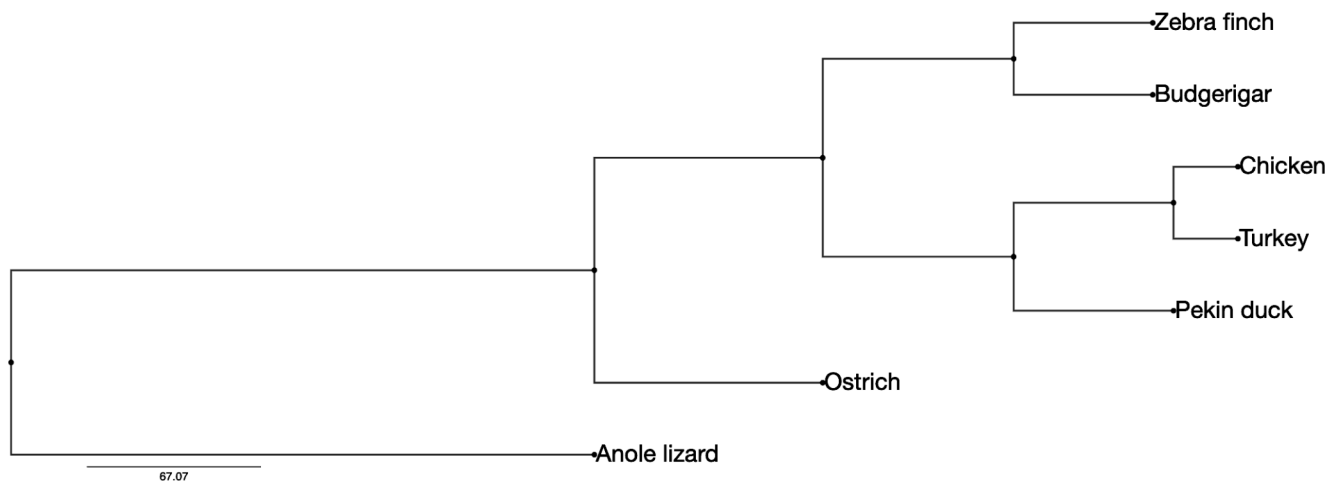 Zebra finch
Budgerigar
Chicken
Turkey
Pekin duck
Ostrich
Anole lizard
67.07